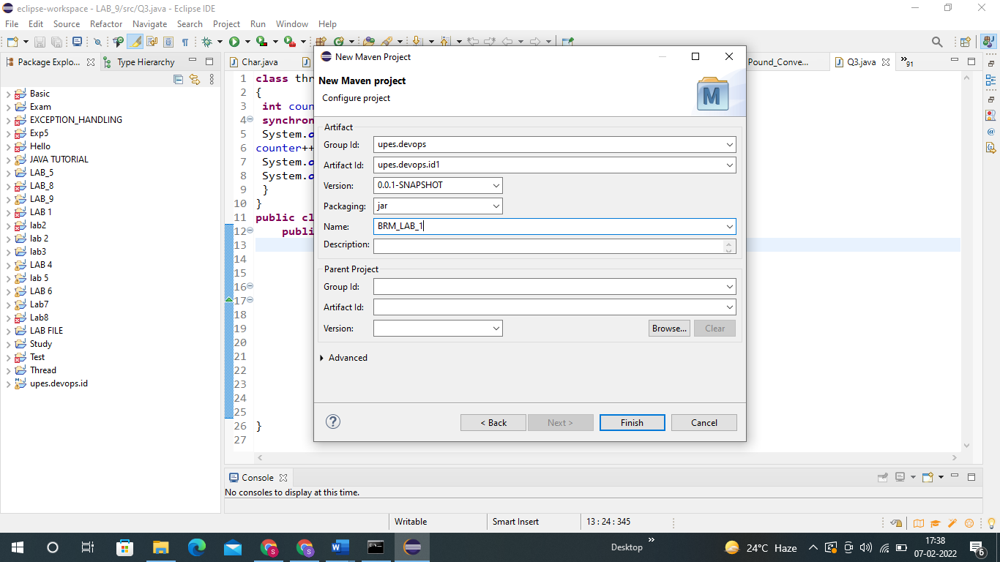 eclipse-workspace - LAB_9/src/Q3.java - Eclipse IDE
File Edit Source Refactor Navigate Search Project Run Window Help
Package Explo... Type Hierarchy
Basic
Exam
EXCEPTION_HANDLING
Exp5
Hello
JAVA TUTORIAL
LAB_5
LAB_8
LAB_9
LAB 1
lab2
lab 2
lab3
LAB 4
lab 5
LAB 6
Lab7
Lab8
LAB FILE
Study
Test
Thread
upes.devops.id
Char.java Pound_Conve... Q3.java »91
1 class thr
2 {
3 int coun
4 synchron
5 System.o
6 counter++
7 System.o
8 System.o
9 }
10 }
11 public cl
12 publi
13
14
15
16
17
18
19
20
21
22
23
24
25
26 }
27
New Maven Project
New Maven project
Configure project
M
Artifact
Group Id: upes.devops
Artifact Id: upes.devops.id1
Version: 0.0.1-SNAPSHOT
Packaging: jar
Name: BRM_LAB_1
Description:
Parent Project
Group Id:
Artifact Id:
Version: Browse... Clear
Advanced
? < Back Next > Finish Cancel
Console
No consoles to display at this time.
Writable Smart Insert 13 : 24 : 345
Desktop » 24°C Haze 17:38
07-02-2022 6